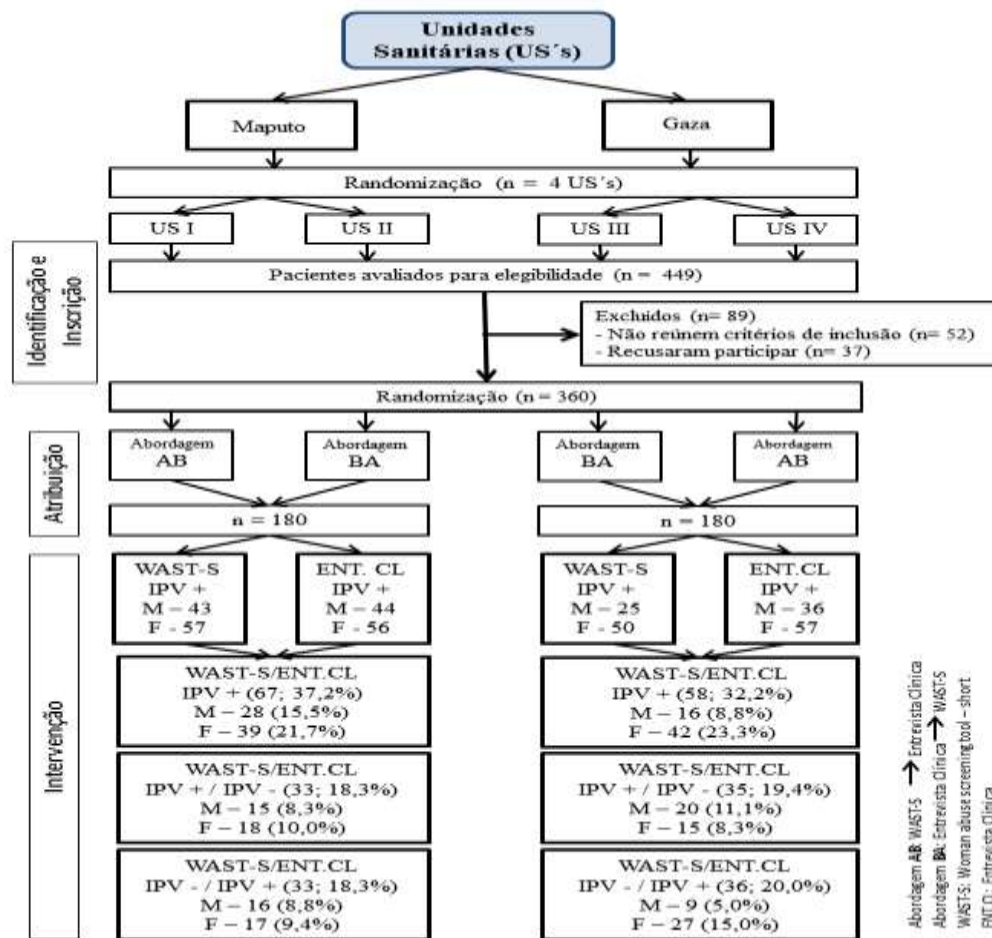 Unidades
Sanitárias (US´s)
Maputo
Gaza
Randomização (n = 4 US´s)
US I
US II
US III
US IV
Identificação e
Inscrição
Pacientes avaliados para elegibilidade (n = 449)
Excluidos (n= 89)
- Não reúnem critérios de inclusão (n= 52)
- Recusaram participar (n= 37)
Randomização (n = 360)
Atribuição
Abordagem
AB
Abordagem
BA
Abordagem
BA
Abordagem
AB
n = 180
n = 180
Intervenção
WAST-S
IPV +
M – 43
F - 57
ENT. CL
IPV +
M – 44
F - 56
WAST-S
IPV +
M – 25
F - 50
ENT.CL
IPV +
M – 36
F - 57
WAST-S/ENT.CL
IPV + (67; 37,2%)
M – 28 (15,5%)
F – 39 (21,7%)
WAST-S/ENT.CL
IPV + (58; 32,2%)
M – 16 (8,8%)
F – 42 (23,3%)
WAST-S/ENT.CL
IPV + / IPV - (33; 18,3%)
M – 15 (8,3%)
F – 18 (10,0%)
WAST-S/ENT.CL
IPV + / IPV - (35; 19,4%)
M – 20 (11,1%)
F – 15 (8,3%)
WAST-S/ENT.CL
IPV - / IPV + (33; 18,3%)
M – 16 (8,8%)
F – 17 (9,4%)
WAST-S/ENT.CL
IPV - / IPV + (36; 20,0%)
M – 9 (5,0%)
F – 27 (15,0%)
Abordagem AB: WAST-S → Entrevista Clínica
Abordagem BA: Entrevista Clínica → WAST-S
WAST-S: Woman abuse screening tool – short
Entrevista Clínica